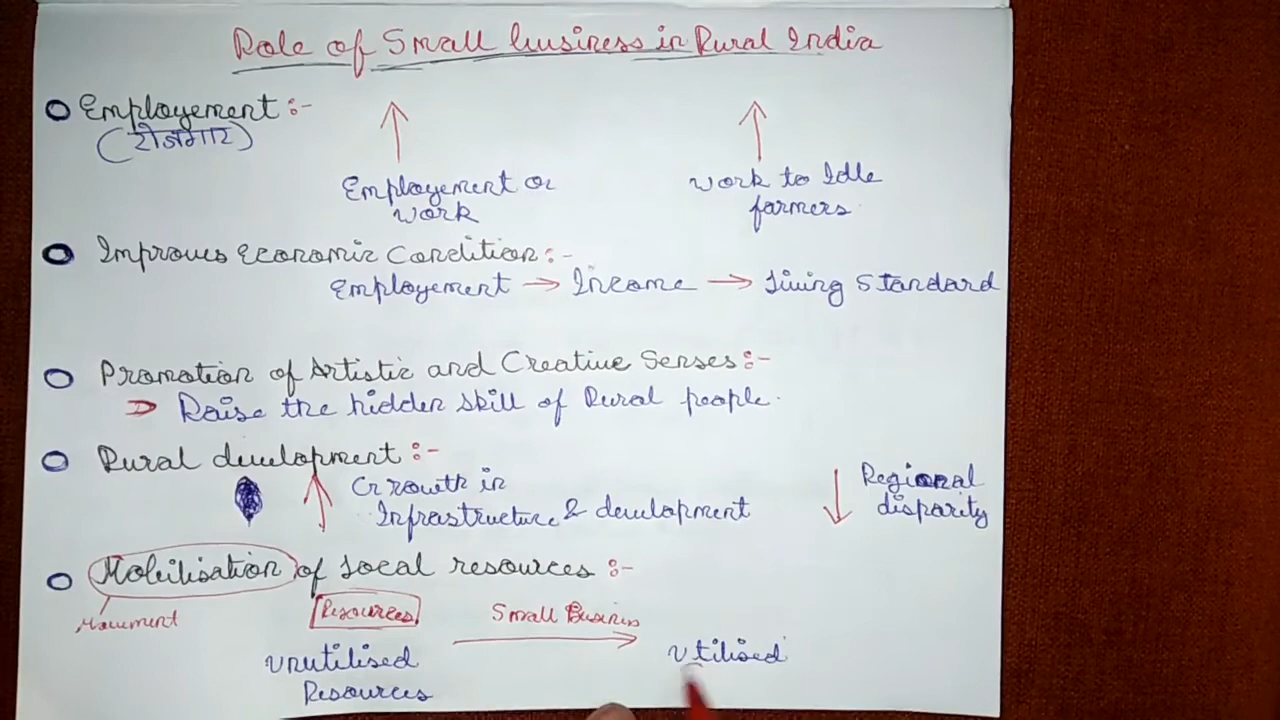 Role of Small business in Rural India
Employement :-
(रोजगार)
↑ ↑
Employement or
work
work to Idle
farmers
Improves Economic Condition :-
Employement → Income → Living Standard
Promotion of Artistic and Creative Senses :-
Raise the hidden skill of Rural people.
Rural development :-
↑ Growth in
Infrastructure & development
↓ Regional
disparity
Mobilisation of Local resources :-
Movement
Resources
Small Business
→
Unutilised
Resources
Utilised